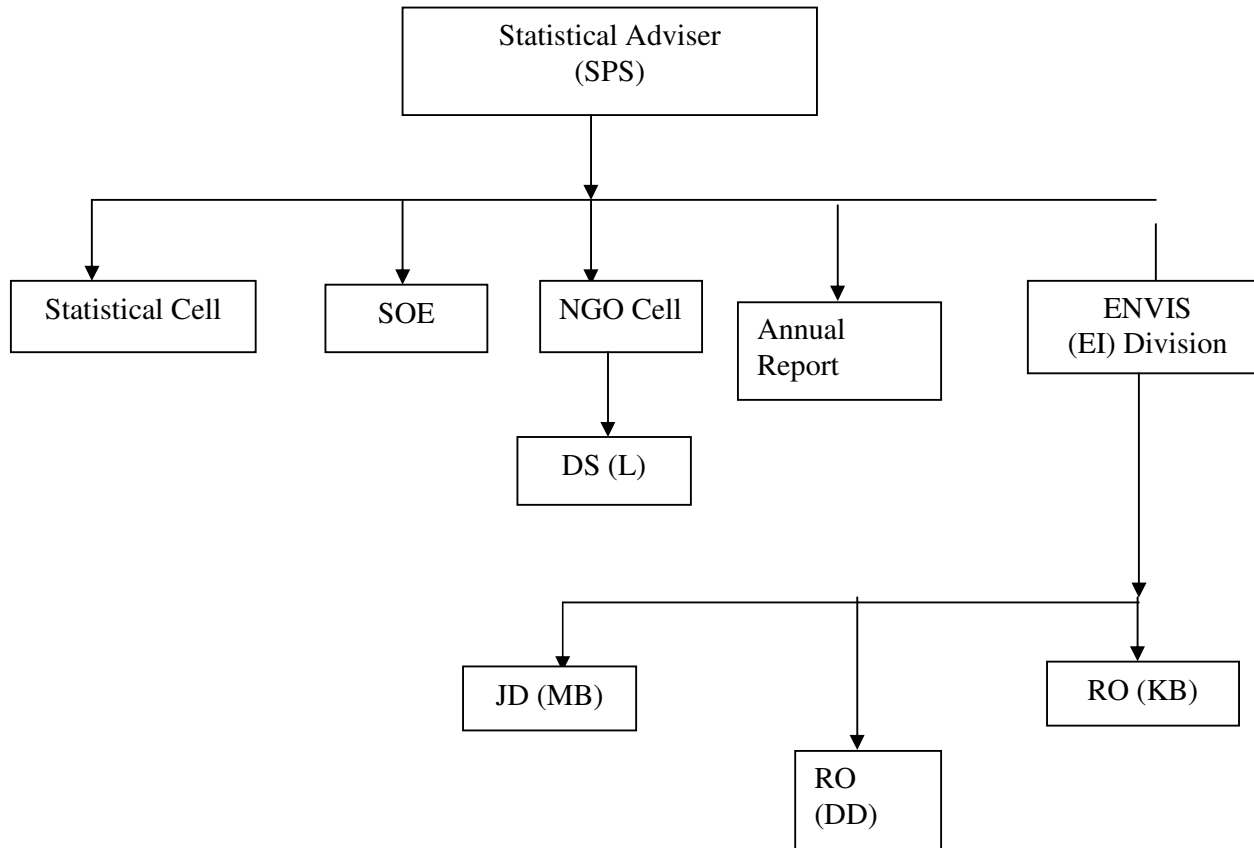 Statistical Adviser
(SPS)
Statistical Cell
SOE
NGO Cell
Annual
Report
ENVIS
(EI) Division
DS (L)
JD (MB)
RO (KB)
RO
(DD)